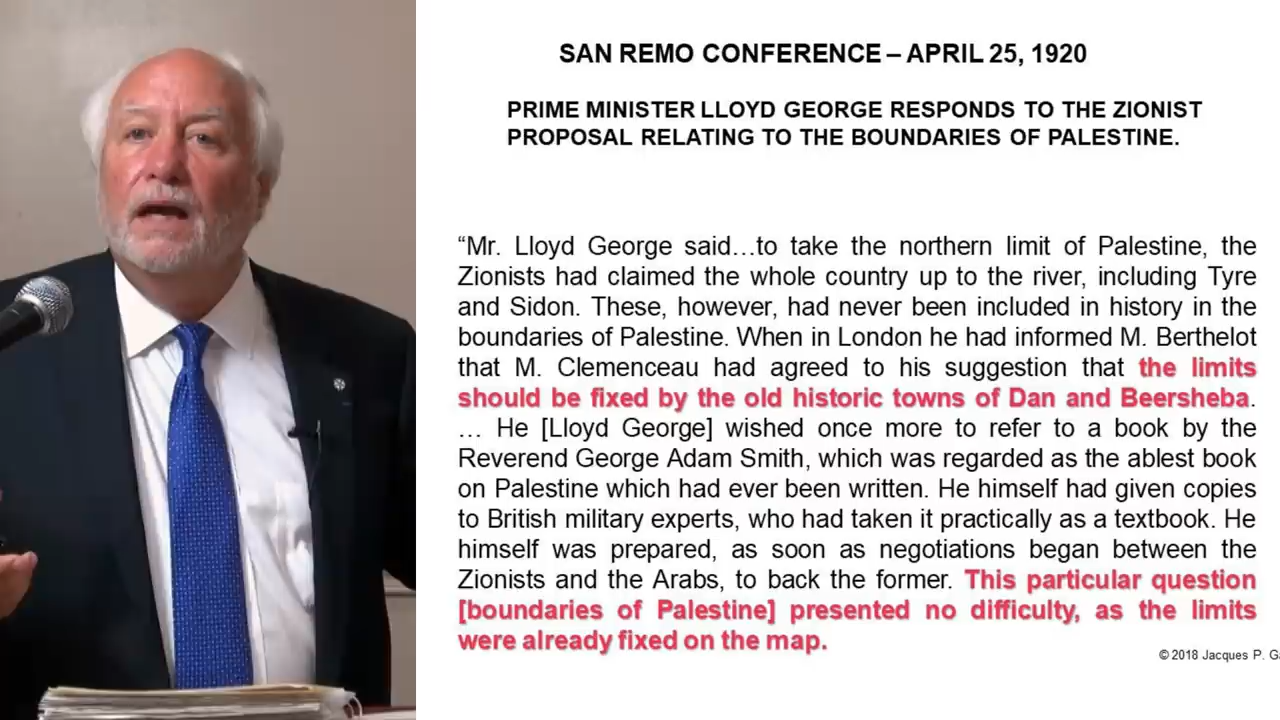 SAN REMO CONFERENCE – APRIL 25, 1920
PRIME MINISTER LLOYD GEORGE RESPONDS TO THE ZIONIST
PROPOSAL RELATING TO THE BOUNDARIES OF PALESTINE.
“Mr. Lloyd George said…to take the northern limit of Palestine, the
Zionists had claimed the whole country up to the river, including Tyre
and Sidon. These, however, had never been included in history in the
boundaries of Palestine. When in London he had informed M. Berthelot
that M. Clemenceau had agreed to his suggestion that the limits
should be fixed by the old historic towns of Dan and Beersheba.
… He [Lloyd George] wished once more to refer to a book by the
Reverend George Adam Smith, which was regarded as the ablest book
on Palestine which had ever been written. He himself had given copies
to British military experts, who had taken it practically as a textbook. He
himself was prepared, as soon as negotiations began between the
Zionists and the Arabs, to back the former. This particular question
[boundaries of Palestine] presented no difficulty, as the limits
were already fixed on the map.
© 2018 Jacques P.